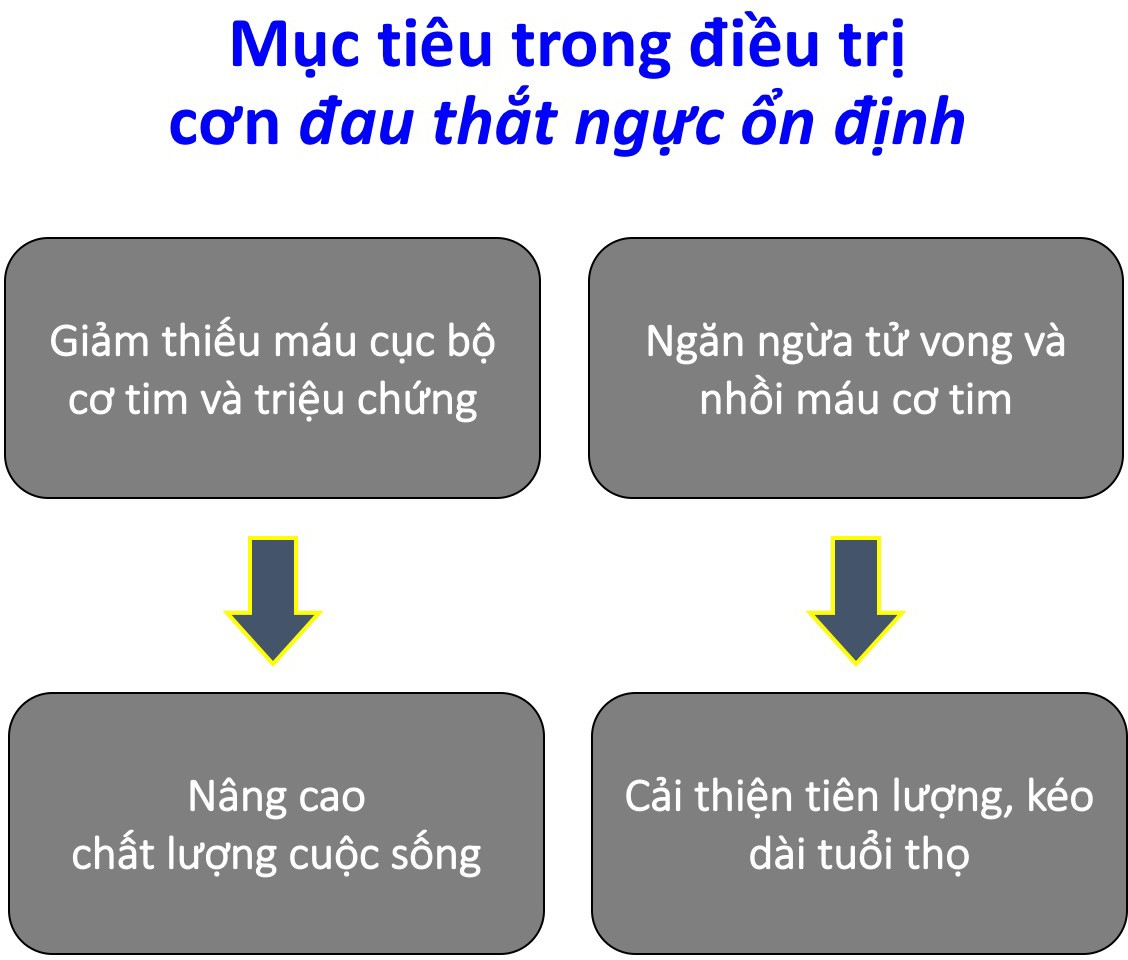 Mục tiêu trong điều trị
cơn đau thắt ngực ổn định
Giảm thiếu máu cục bộ
cơ tim và triệu chứng
Ngăn ngừa tử vong và
nhồi máu cơ tim
Nâng cao
chất lượng cuộc sống
Cải thiện tiên lượng, kéo
dài tuổi thọ